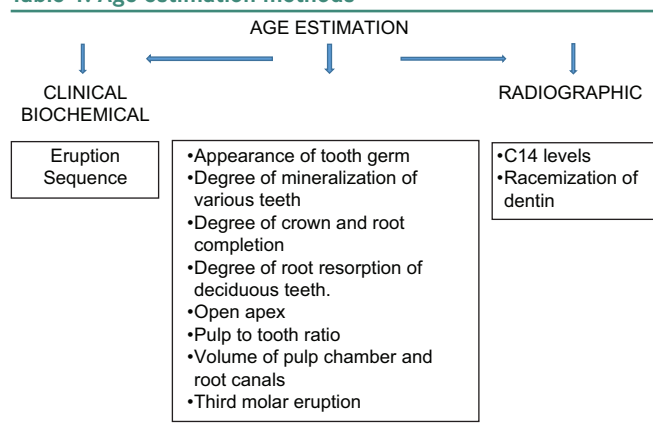 Table 4: Age estimation methods
AGE ESTIMATION
CLINICAL
BIOCHEMICAL
RADIOGRAPHIC
Eruption
Sequence
•Appearance of tooth germ
•Degree of mineralization of
various teeth
•Degree of crown and root
completion
•Degree of root resorption of
deciduous teeth.
•Open apex
•Pulp to tooth ratio
•Volume of pulp chamber and
root canals
•Third molar eruption
•C14 levels
•Racemization of
dentin